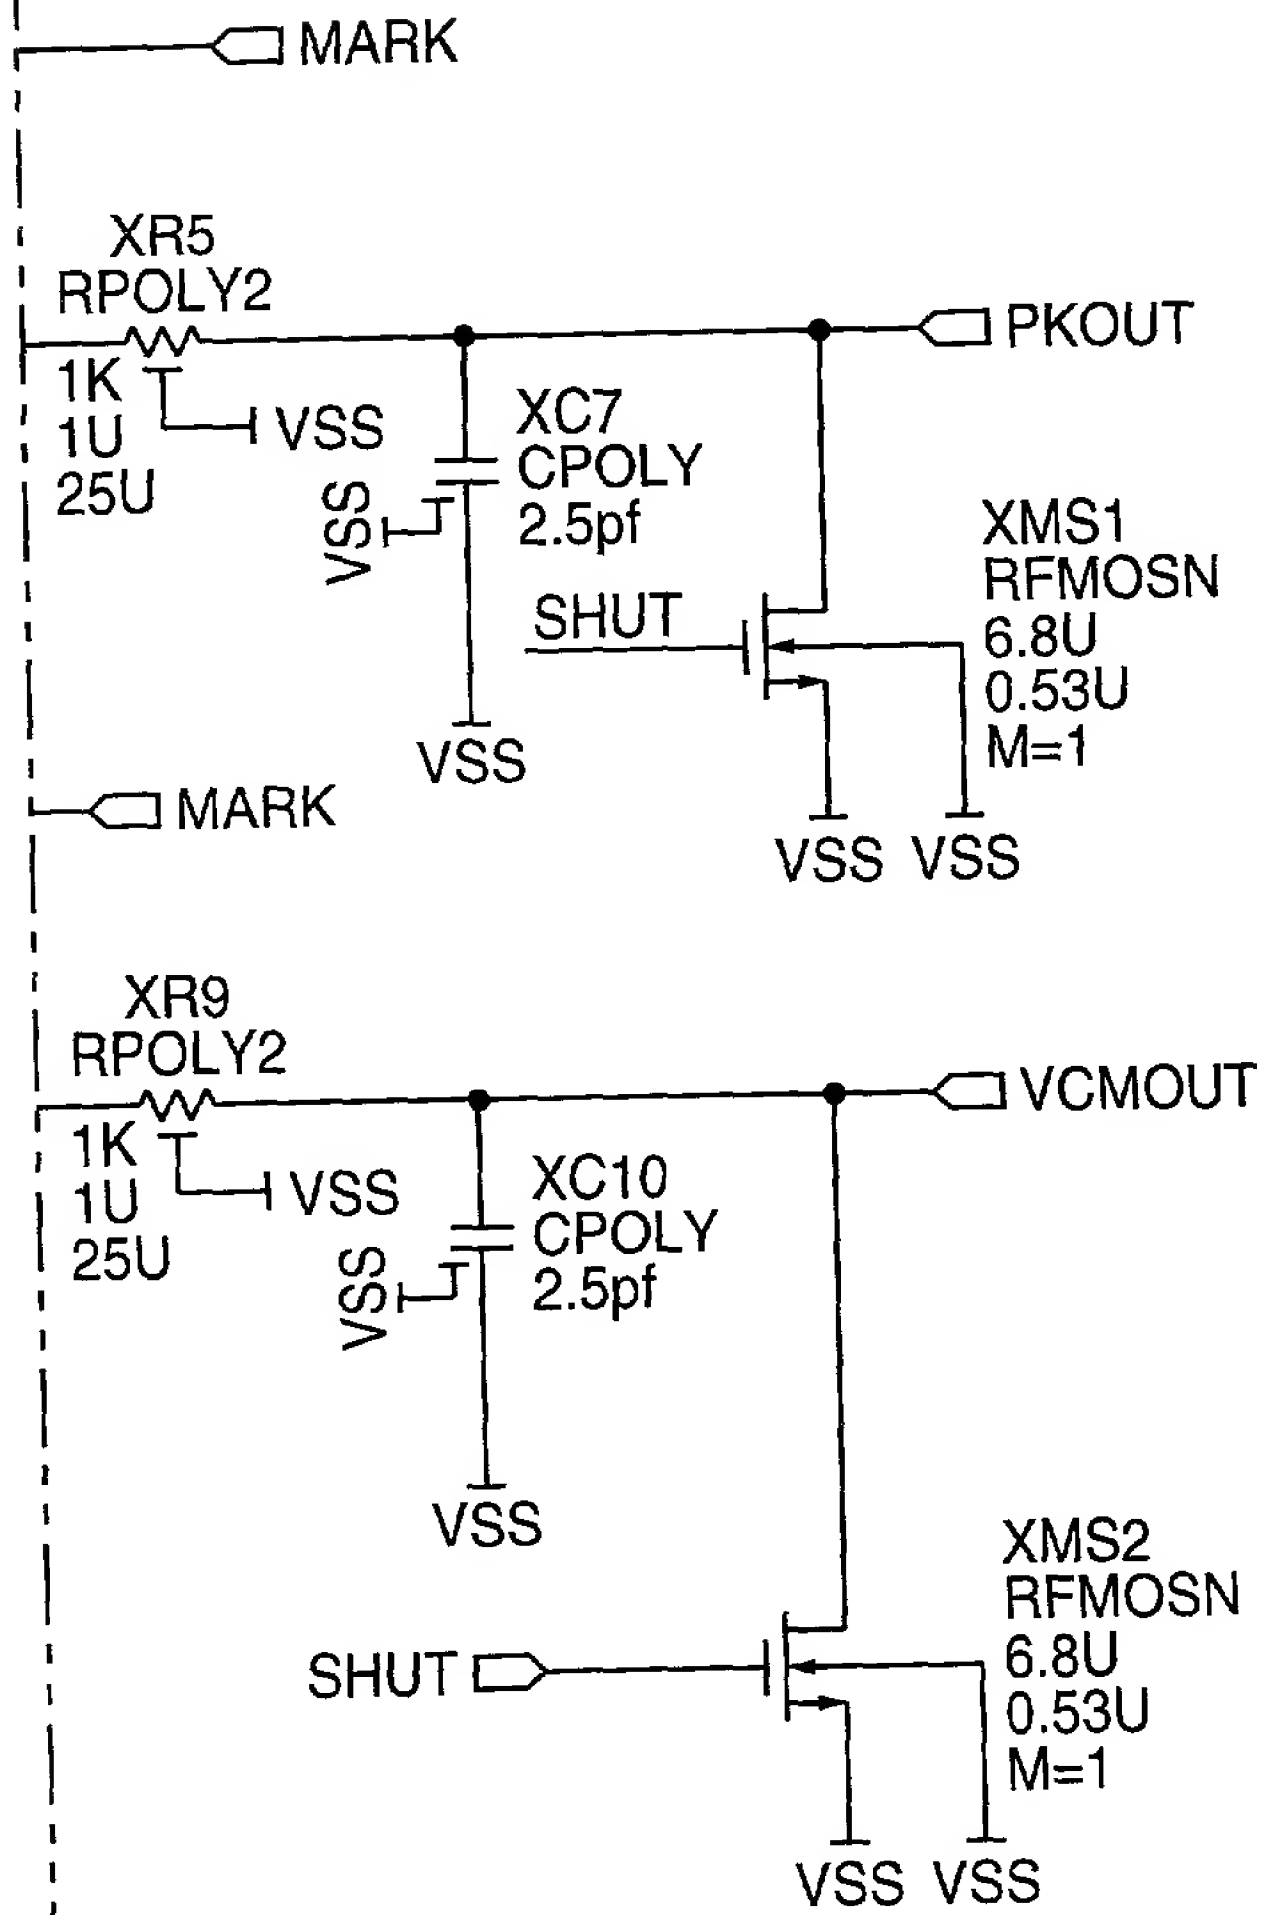 MARK
XR5
RPOLY2
PKOUT
1K
1U
25U
VSS
XC7
CPOLY
2.5pf
VSS
XMS1
RFMOSN
6.8U
0.53U
M=1
SHUT
VSS
MARK
VSS VSS
XR9
RPOLY2
VCMOUT
1K
1U
25U
VSS
XC10
CPOLY
2.5pf
VSS
VSS
XMS2
RFMOSN
6.8U
0.53U
M=1
SHUT
VSS VSS